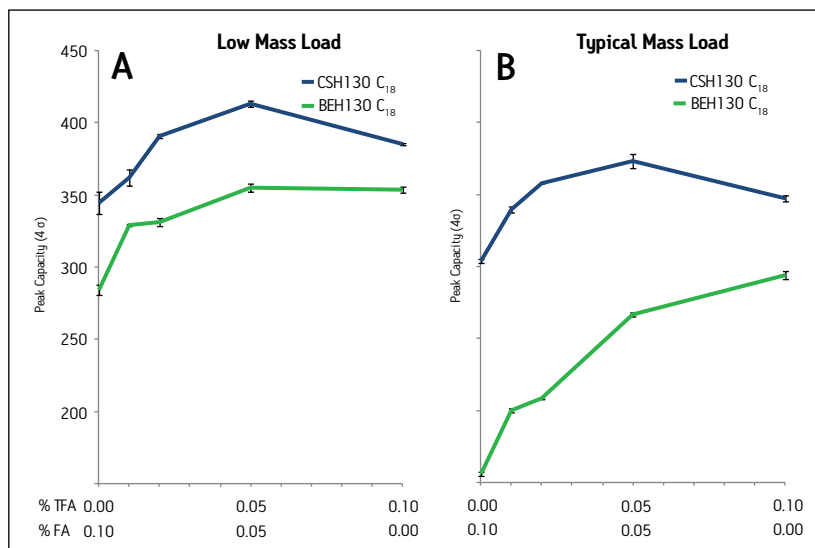 Low Mass Load
Typical Mass Load
A
B
CSH130 C₁₈
BEH130 C₁₈
CSH130 C₁₈
BEH130 C₁₈
450
400
350
300
250
200
Peak Capacity (4 σ)
Peak Capacity (4σ)
% TFA 0.00 0.05 0.10 0.00 0.05 0.10
% FA 0.10 0.05 0.00 0.10 0.05 0.00